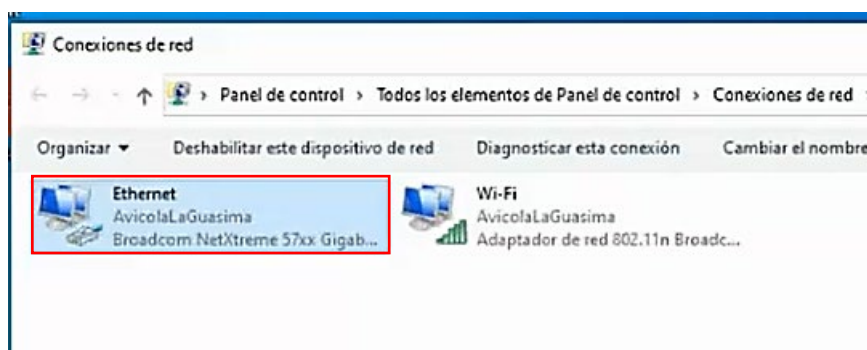 Conexiones de red
Panel de control › Todos los elementos de Panel de control › Conexiones de red
Organizar Deshabilitar este dispositivo de red Diagnosticar esta conexión Cambiar el nombre
Ethernet
AvicolaLaGuasima
Broadcom NetXtreme 57xx Gigab...
Wi-Fi
AvicolaLaGuasima
Adaptador de red 802.11n Broadc...